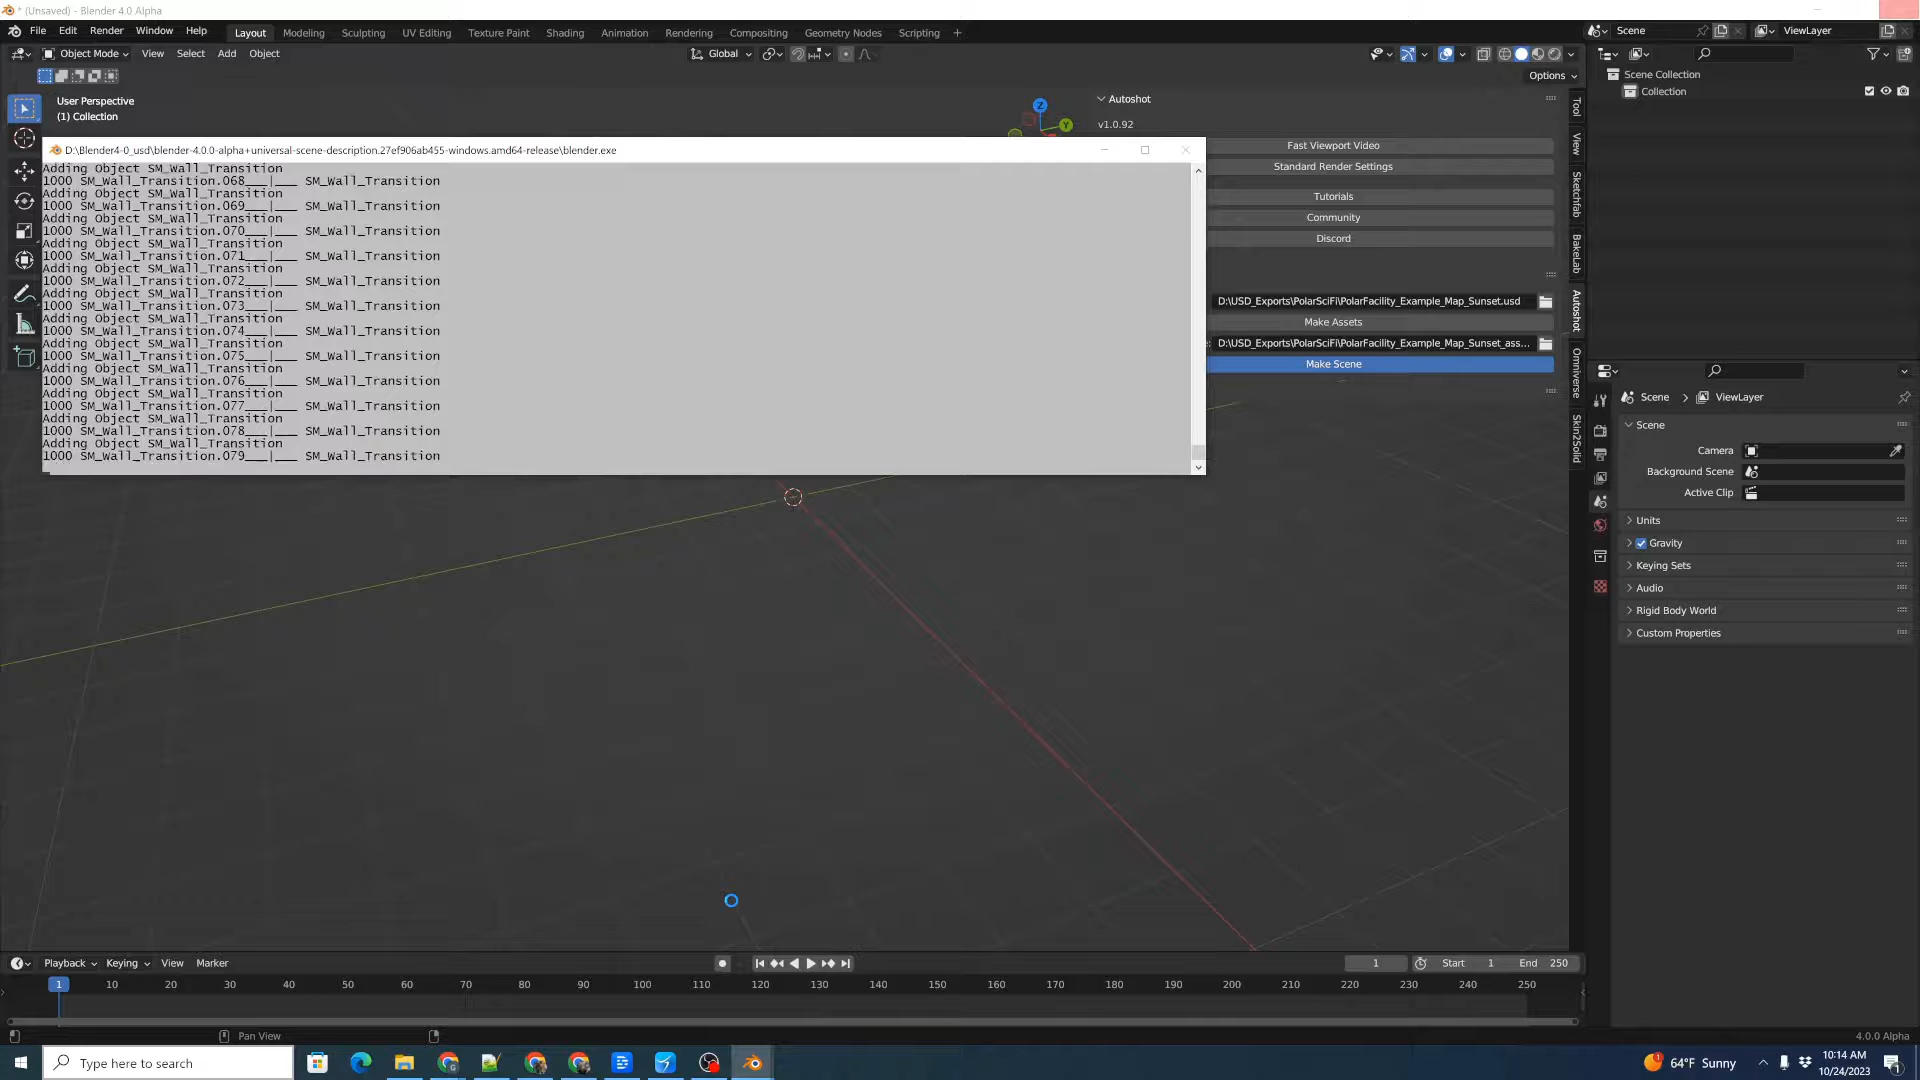 * (Unsaved) - Blender 4.0 Alpha
File Edit Render Window Help Layout Modeling Sculpting UV Editing Texture Paint Shading Animation Rendering Compositing Geometry Nodes Scripting + Scene ViewLayer
Object Mode View Select Add Object Global
Options
User Perspective
(1) Collection
Z
Y
Autoshot
v1.0.92
D:\Blender4-0_usd\blender-4.0.0-alpha+universal-scene-description.27ef906ab455-windows.amd64-release\blender.exe
Adding Object SM_Wall_Transition
1000 SM_Wall_Transition.068___|___ SM_Wall_Transition
Adding Object SM_Wall_Transition
1000 SM_Wall_Transition.069___|___ SM_Wall_Transition
Adding Object SM_Wall_Transition
1000 SM_Wall_Transition.070___|___ SM_Wall_Transition
Adding Object SM_Wall_Transition
1000 SM_Wall_Transition.071___|___ SM_Wall_Transition
Adding Object SM_Wall_Transition
1000 SM_Wall_Transition.072___|___ SM_Wall_Transition
Adding Object SM_Wall_Transition
1000 SM_Wall_Transition.073___|___ SM_Wall_Transition
Adding Object SM_Wall_Transition
1000 SM_Wall_Transition.074___|___ SM_Wall_Transition
Adding Object SM_Wall_Transition
1000 SM_Wall_Transition.075___|___ SM_Wall_Transition
Adding Object SM_Wall_Transition
1000 SM_Wall_Transition.076___|___ SM_Wall_Transition
Adding Object SM_Wall_Transition
1000 SM_Wall_Transition.077___|___ SM_Wall_Transition
Adding Object SM_Wall_Transition
1000 SM_Wall_Transition.078___|___ SM_Wall_Transition
Adding Object SM_Wall_Transition
1000 SM_Wall_Transition.079___|___ SM_Wall_Transition
Fast Viewport Video
Standard Render Settings
Tutorials
Community
Discord
D:\USD_Exports\PolarSciFi\PolarFacility_Example_Map_Sunset.usd
Make Assets
D:\USD_Exports\PolarSciFi\PolarFacility_Example_Map_Sunset_ass...
Make Scene
Tool
View
Sketchfab
BakeLab
Autoshot
Omniverse
Skin2Solid
Scene Collection
Collection
Scene > ViewLayer
Scene
Camera
Background Scene
Active Clip
Units
Gravity
Keying Sets
Audio
Rigid Body World
Custom Properties
Playback Keying View Marker 1 Start 1 End 250
1 10 20 30 40 50 60 70 80 90 100 110 120 130 140 150 160 170 180 190 200 210 220 230 240 250
Pan View
4.0.0 Alpha
Type here to search
64°F Sunny
10:14 AM
10/24/2023
1